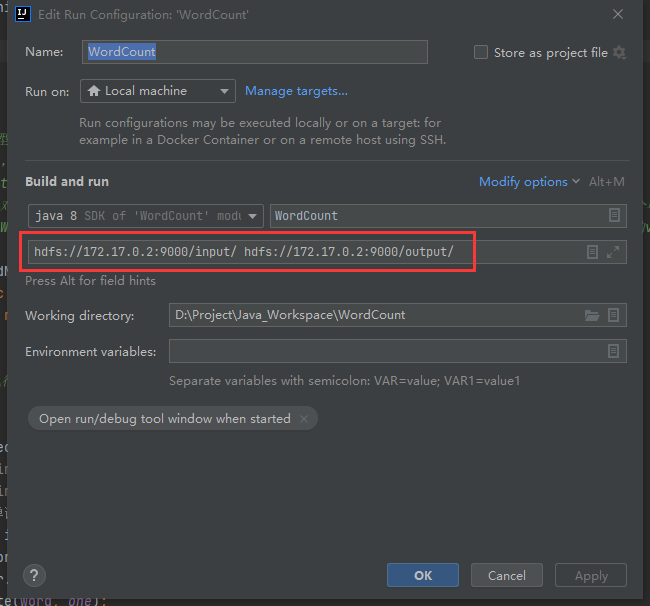 Edit Run Configuration: 'WordCount'
Name: WordCount Store as project file
Run on: Local machine Manage targets...
Run configurations may be executed locally or on a target: for
example in a Docker Container or on a remote host using SSH.
Build and run Modify options Alt+M
java 8 SDK of 'WordCount' modu WordCount
hdfs://172.17.0.2:9000/input/ hdfs://172.17.0.2:9000/output/
Press Alt for field hints
Working directory: D:\Project\Java_Workspace\WordCount
Environment variables:
Separate variables with semicolon: VAR=value; VAR1=value1
Open run/debug tool window when started
? OK Cancel Apply